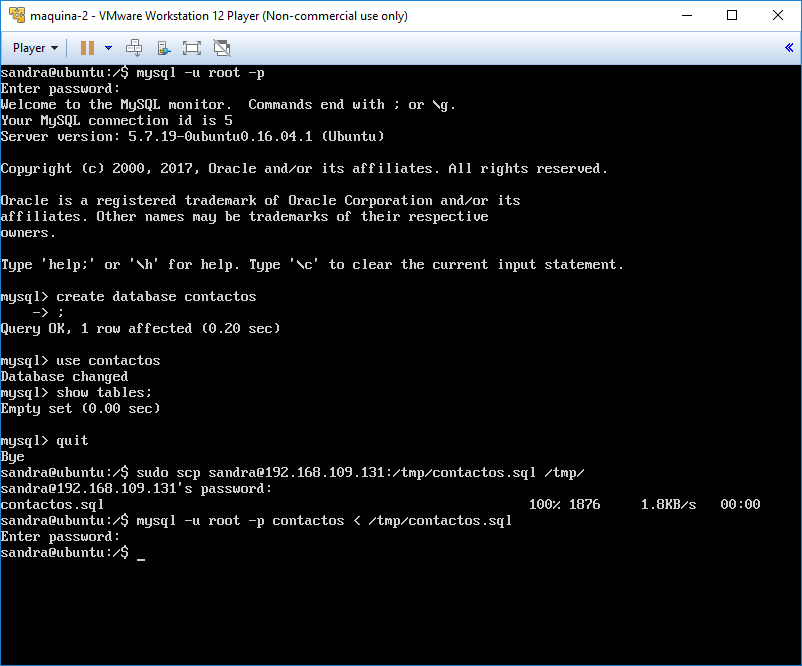 maquina-2 - VMware Workstation 12 Player (Non-commercial use only)
Player
sandra@ubuntu:/$ mysql -u root -p
Enter password:
Welcome to the MySQL monitor.  Commands end with ; or \g.
Your MySQL connection id is 5
Server version: 5.7.19-0ubuntu0.16.04.1 (Ubuntu)
Copyright (c) 2000, 2017, Oracle and/or its affiliates. All rights reserved.
Oracle is a registered trademark of Oracle Corporation and/or its
affiliates. Other names may be trademarks of their respective
owners.
Type 'help;' or '\h' for help. Type '\c' to clear the current input statement.
mysql> create database contactos
    -> ;
Query OK, 1 row affected (0.20 sec)
mysql> use contactos
Database changed
mysql> show tables;
Empty set (0.00 sec)
mysql> quit
Bye
sandra@ubuntu:/$ sudo scp sandra@192.168.109.131:/tmp/contactos.sql /tmp/
sandra@192.168.109.131's password:
contactos.sql                                                     100% 1876     1.8KB/s   00:00
sandra@ubuntu:/$ mysql -u root -p contactos < /tmp/contactos.sql
Enter password:
sandra@ubuntu:/$ _